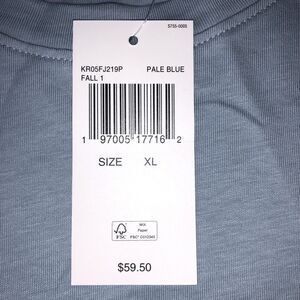 5755-0005
KR05FJ219P PALE BLUE
FALL 1
1 97005 17716 2
SIZE XL
FSC
MIX
Paper
$59.50